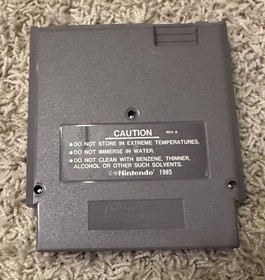 CAUTION REV-A
•DO NOT STORE IN EXTREME TEMPERATURES.
•DO NOT IMMERSE IN WATER.
•DO NOT CLEAN WITH BENZENE, THINNER,
ALCOHOL OR OTHER SUCH SOLVENTS.
©®Nintendo® 1985